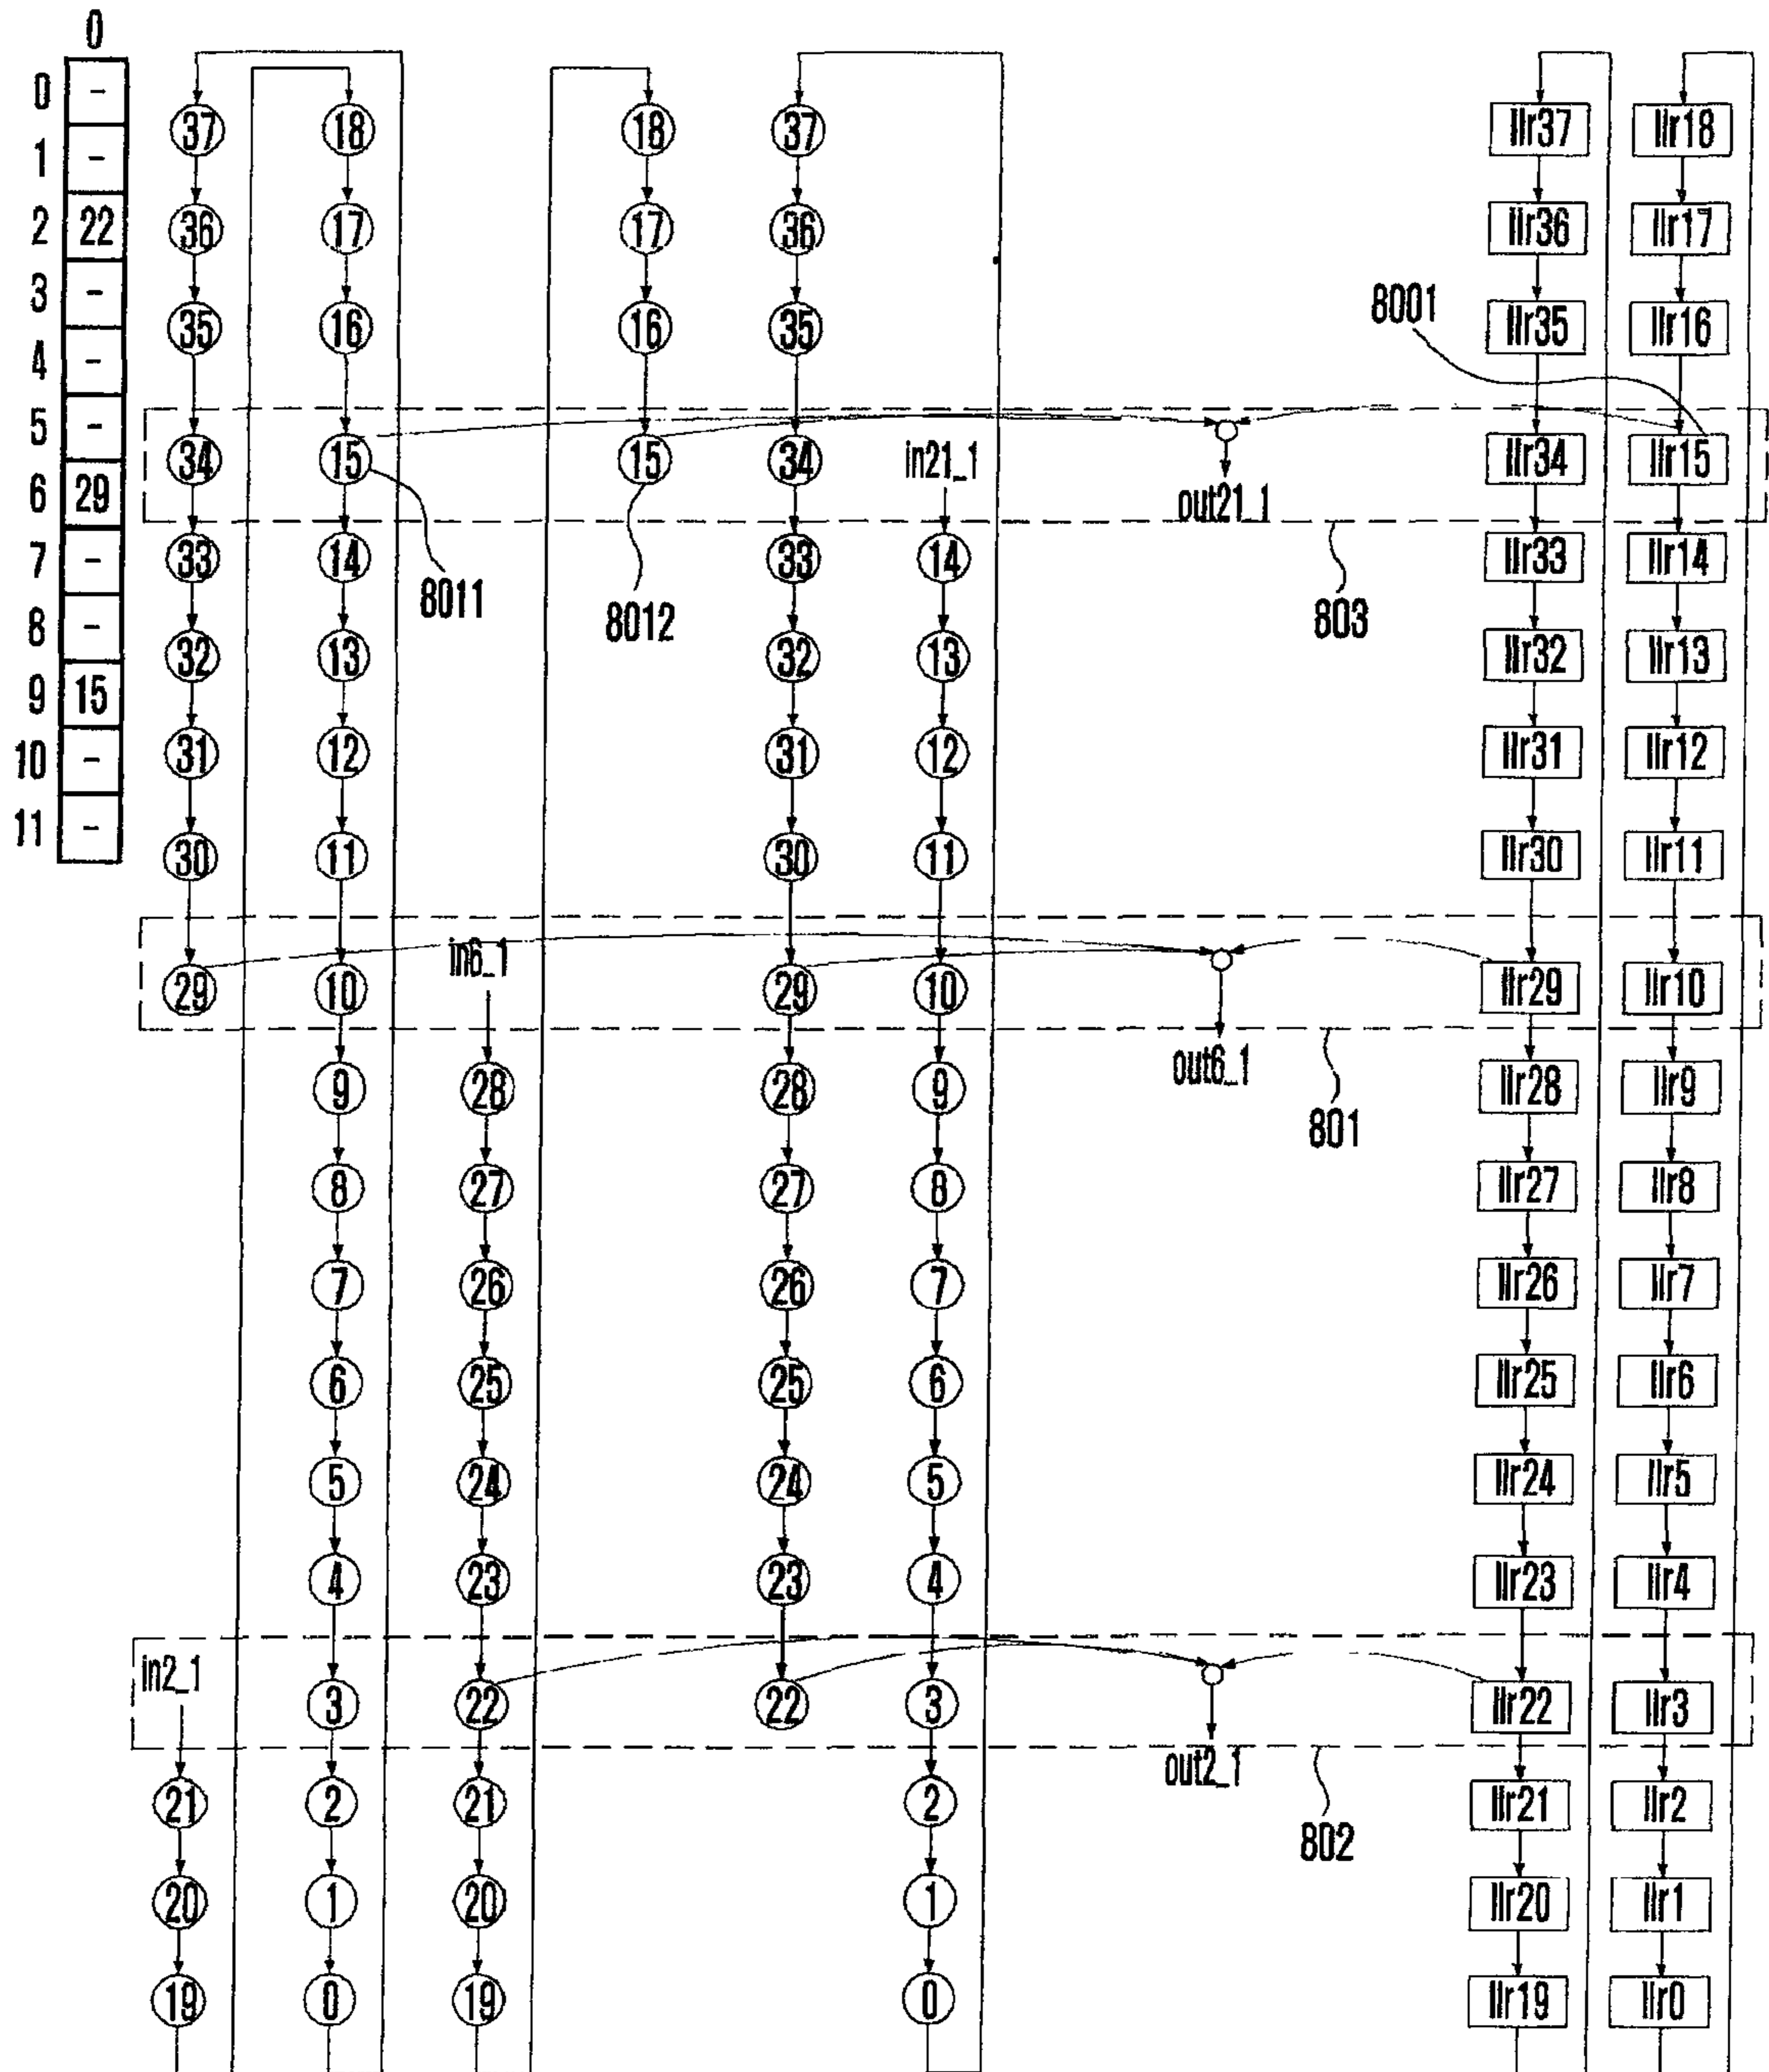 0
0 -
1 -
2 22
3 -
4 -
5 -
6 29
7 -
8 -
9 15
10 -
11 -
37 18 18 37 llr37 llr18
36 17 17 36 llr36 llr17
8001
35 16 16 35 llr35 llr16
34 15 15 34 in21_1 out21_1 llr34 llr15
33 14 33 14 llr33 llr14
8011 8012 803
32 13 32 13 llr32 llr13
31 12 31 12 llr31 llr12
30 11 30 11 llr30 llr11
in6_1
29 10 29 10 llr29 llr10
out6_1
9 28 28 9 llr28 llr9
801
8 27 27 8 llr27 llr8
7 26 26 7 llr26 llr7
6 25 25 6 llr25 llr6
5 24 24 5 llr24 llr5
4 23 23 4 llr23 llr4
in2_1
3 22 22 3 llr22 llr3
out2_1
21 2 21 2 llr21 llr2
802
20 1 20 1 llr20 llr1
19 0 19 0 llr19 llr0